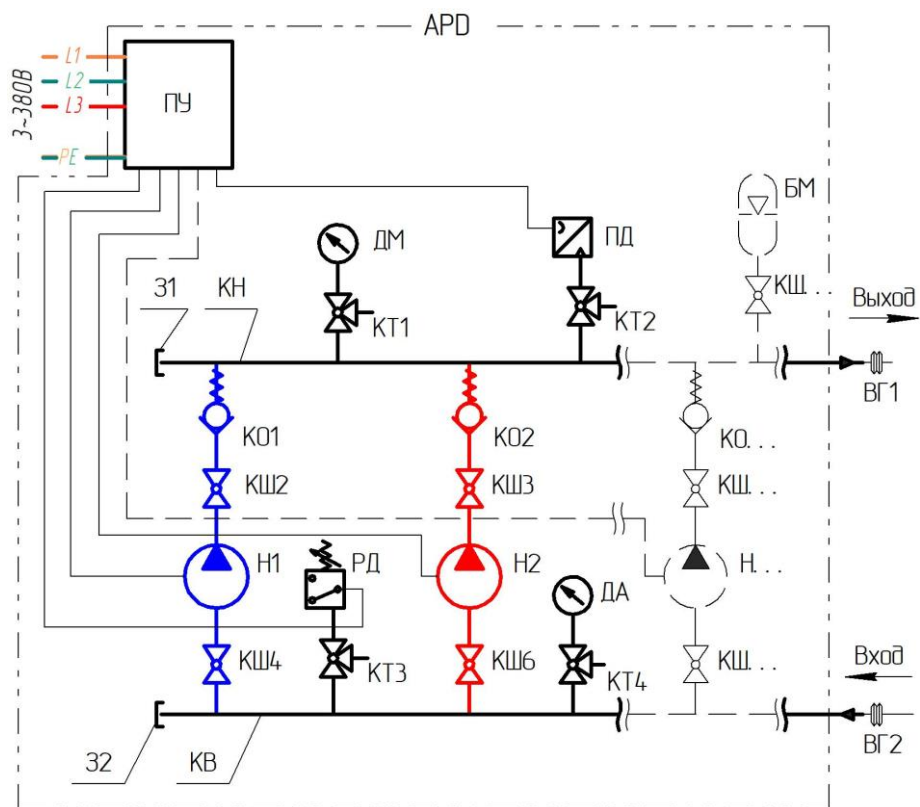 APD
L1
L2
L3
PE
3~380В
ПУ
БМ
ДМ
ПД
КШ...
Выход
З1
КН
КТ1
КТ2
ВГ1
КО1
КО2
КО...
КШ2
КШ3
КШ...
Н1
РД
Н2
Н...
ДА
КШ4
КТ3
КШ6
КТ4
КШ...
Вход
З2
КВ
ВГ2